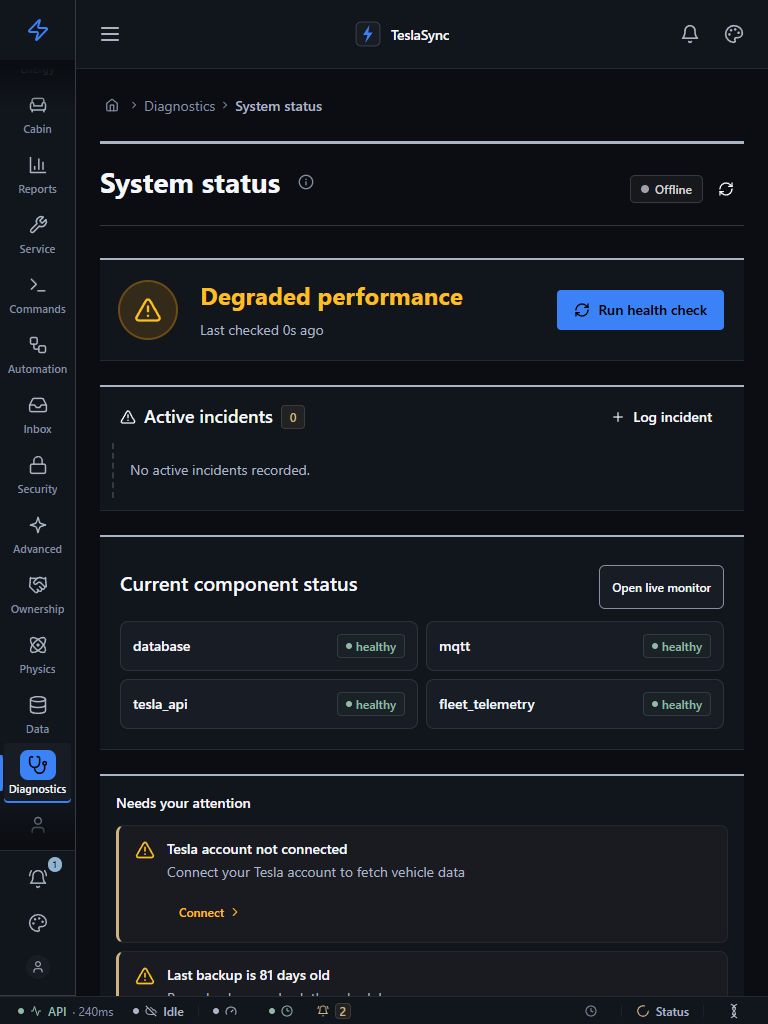 TeslaSync
Diagnostics
System status
Cabin
Reports
Service
Commands
Automation
Inbox
Security
Advanced
Ownership
Physics
Data
Diagnostics
1
System status
Offline
Degraded performance
Last checked 0s ago
Run health check
Active incidents 0
Log incident
No active incidents recorded.
Current component status
Open live monitor
database healthy
mqtt healthy
tesla_api healthy
fleet_telemetry healthy
Needs your attention
Tesla account not connected
Connect your Tesla account to fetch vehicle data
Connect
Last backup is 81 days old
API · 240ms
Idle
2
Status